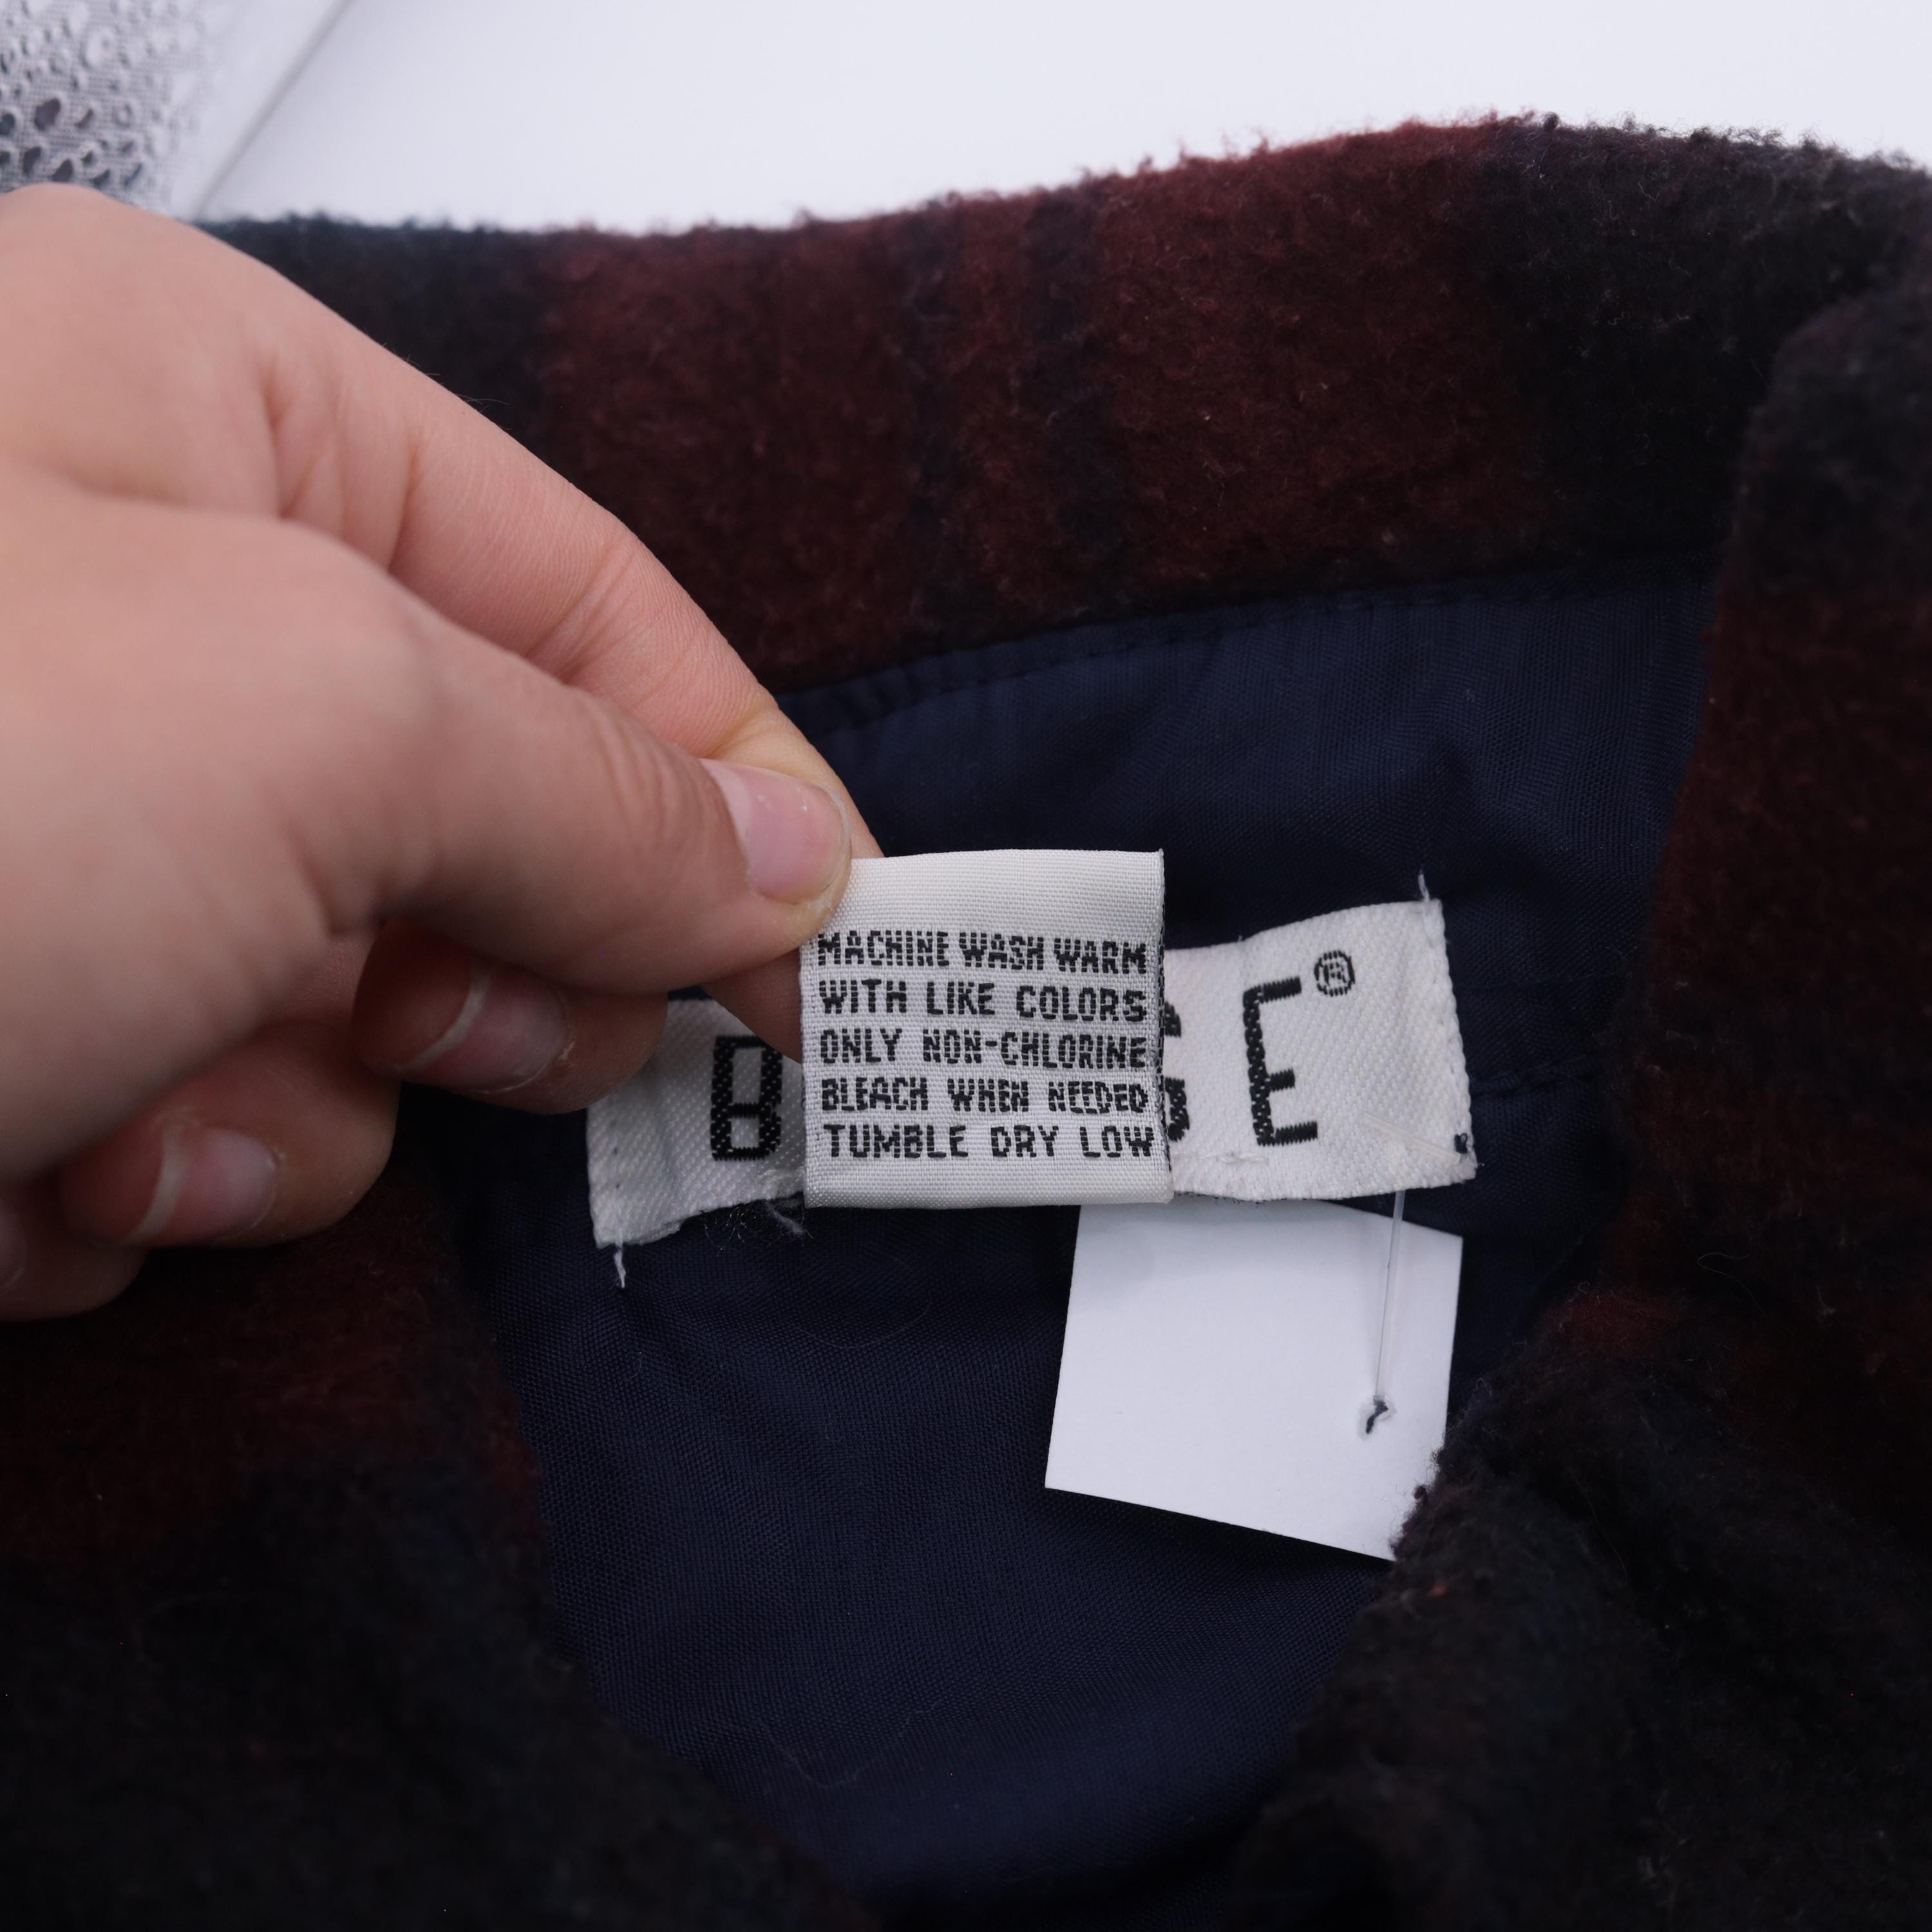 MACHINE WASH WARM
WITH LIKE COLORS
ONLY NON-CHLORINE
BLEACH WHEN NEEDED
TUMBLE DRY LOW
E®